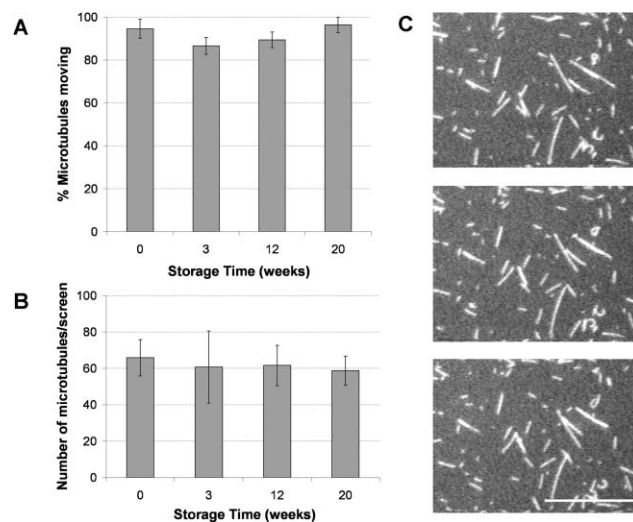 A
% Microtubules moving
100
80
60
40
20
0
0 3 12 20
Storage Time (weeks)
B
Number of microtubules/screen
100
80
60
40
20
0
0 3 12 20
Storage Time (weeks)
C